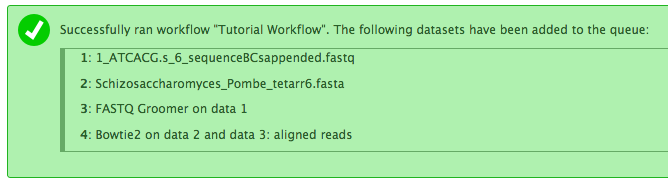 Successfully ran workflow "Tutorial Workflow". The following datasets have been added to the queue:
1: 1_ATCACG.s_6_sequenceBCsappended.fastq
2: Schizosaccharomyces_Pombe_tetarr6.fasta
3: FASTQ Groomer on data 1
4: Bowtie2 on data 2 and data 3: aligned reads